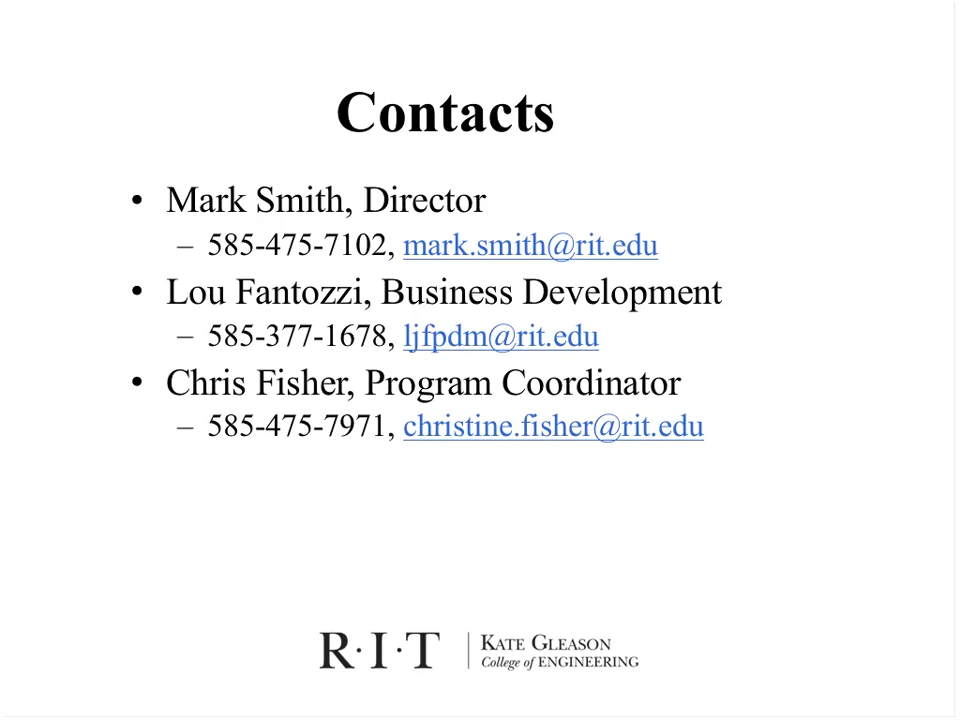 Contacts
• Mark Smith, Director
– 585-475-7102, mark.smith@rit.edu
• Lou Fantozzi, Business Development
– 585-377-1678, ljfpdm@rit.edu
• Chris Fisher, Program Coordinator
– 585-475-7971, christine.fisher@rit.edu
R·I·T | KATE GLEASON
College of ENGINEERING